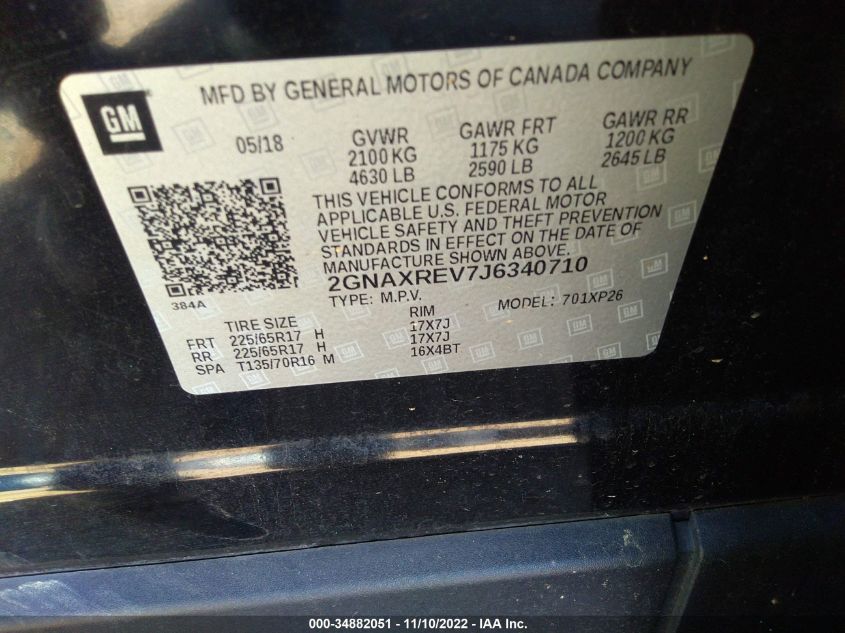 GM
MFD BY GENERAL MOTORS OF CANADA COMPANY
05/18 GVWR GAWR FRT GAWR RR
2100 KG 1175 KG 1200 KG
4630 LB 2590 LB 2645 LB
THIS VEHICLE CONFORMS TO ALL
APPLICABLE U.S. FEDERAL MOTOR
VEHICLE SAFETY AND THEFT PREVENTION
STANDARDS IN EFFECT ON THE DATE OF
MANUFACTURE SHOWN ABOVE.
384A
2GNAXREV7J6340710
TYPE: M.P.V. MODEL: 701XP26
TIRE SIZE RIM
FRT 225/65R17 H 17X7J
RR 225/65R17 H 17X7J
SPA T135/70R16 M 16X4BT
000-34882051 - 11/10/2022 - IAA Inc.